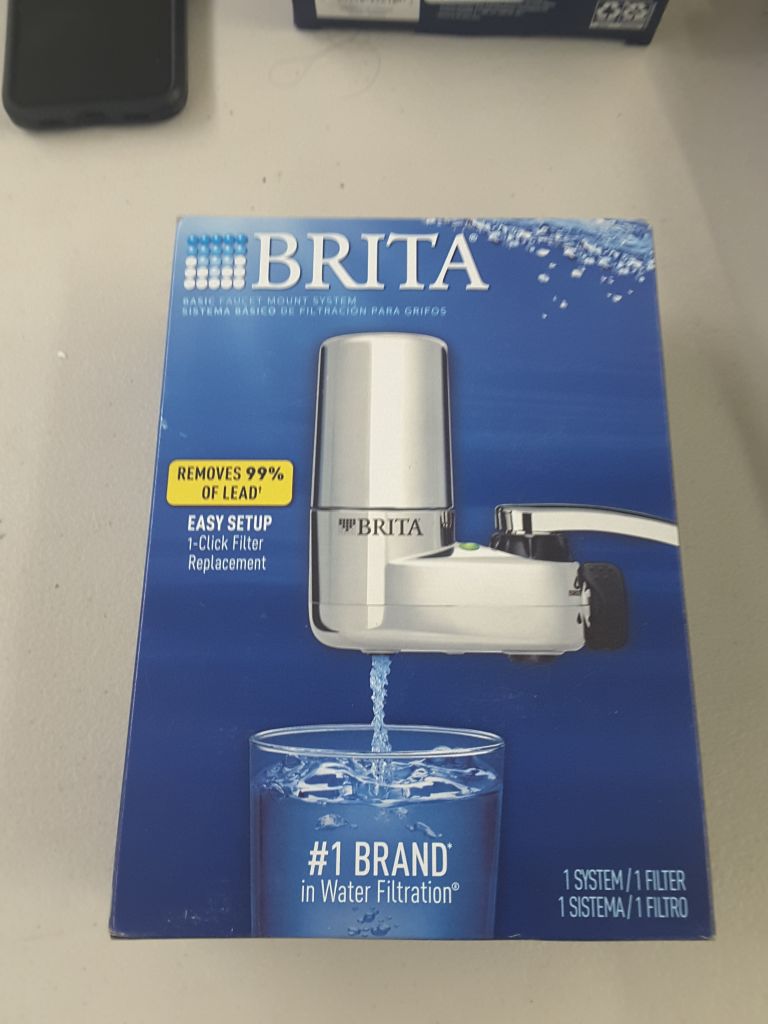 BRITA®
BASIC FAUCET MOUNT SYSTEM
SISTEMA BÁSICO DE FILTRACIÓN PARA GRIFOS
REMOVES 99%
OF LEAD†
EASY SETUP
1-Click Filter
Replacement
BRITA
#1 BRAND*
in Water Filtration®
1 SYSTEM/1 FILTER
1 SISTEMA/1 FILTRO